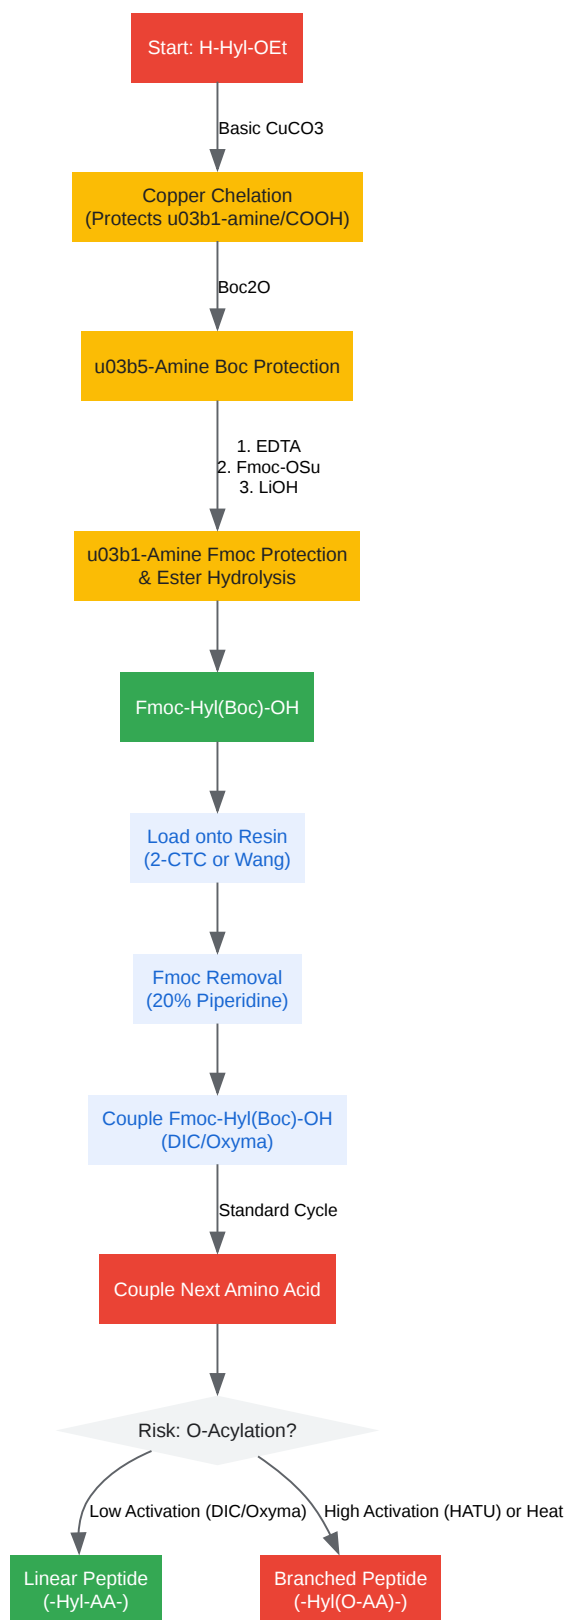 Start: H-Hyl-OEt
Basic CuCO3
Copper Chelation
(Protects u03b1-amine/COOH)
Boc2O
u03b5-Amine Boc Protection
1. EDTA
2. Fmoc-OSu
3. LiOH
u03b1-Amine Fmoc Protection
& Ester Hydrolysis
Fmoc-Hyl(Boc)-OH
Load onto Resin
(2-CTC or Wang)
Fmoc Removal
(20% Piperidine)
Couple Fmoc-Hyl(Boc)-OH
(DIC/Oxyma)
Standard Cycle
Couple Next Amino Acid
Risk: O-Acylation?
Low Activation (DIC/Oxyma)
High Activation (HATU) or Heat
Linear Peptide
(-Hyl-AA-)
Branched Peptide
(-Hyl(O-AA)-)